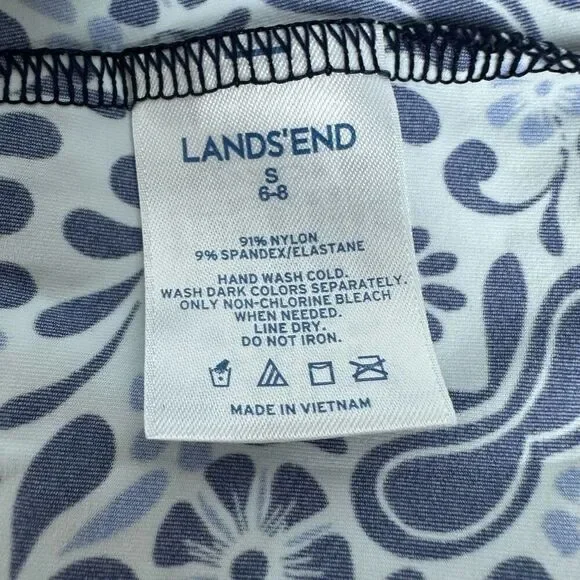 LANDS'END
S
6-8
91% NYLON
9% SPANDEX/ELASTANE
HAND WASH COLD.
WASH DARK COLORS SEPARATELY.
ONLY NON-CHLORINE BLEACH
WHEN NEEDED.
LINE DRY.
DO NOT IRON.
MADE IN VIETNAM